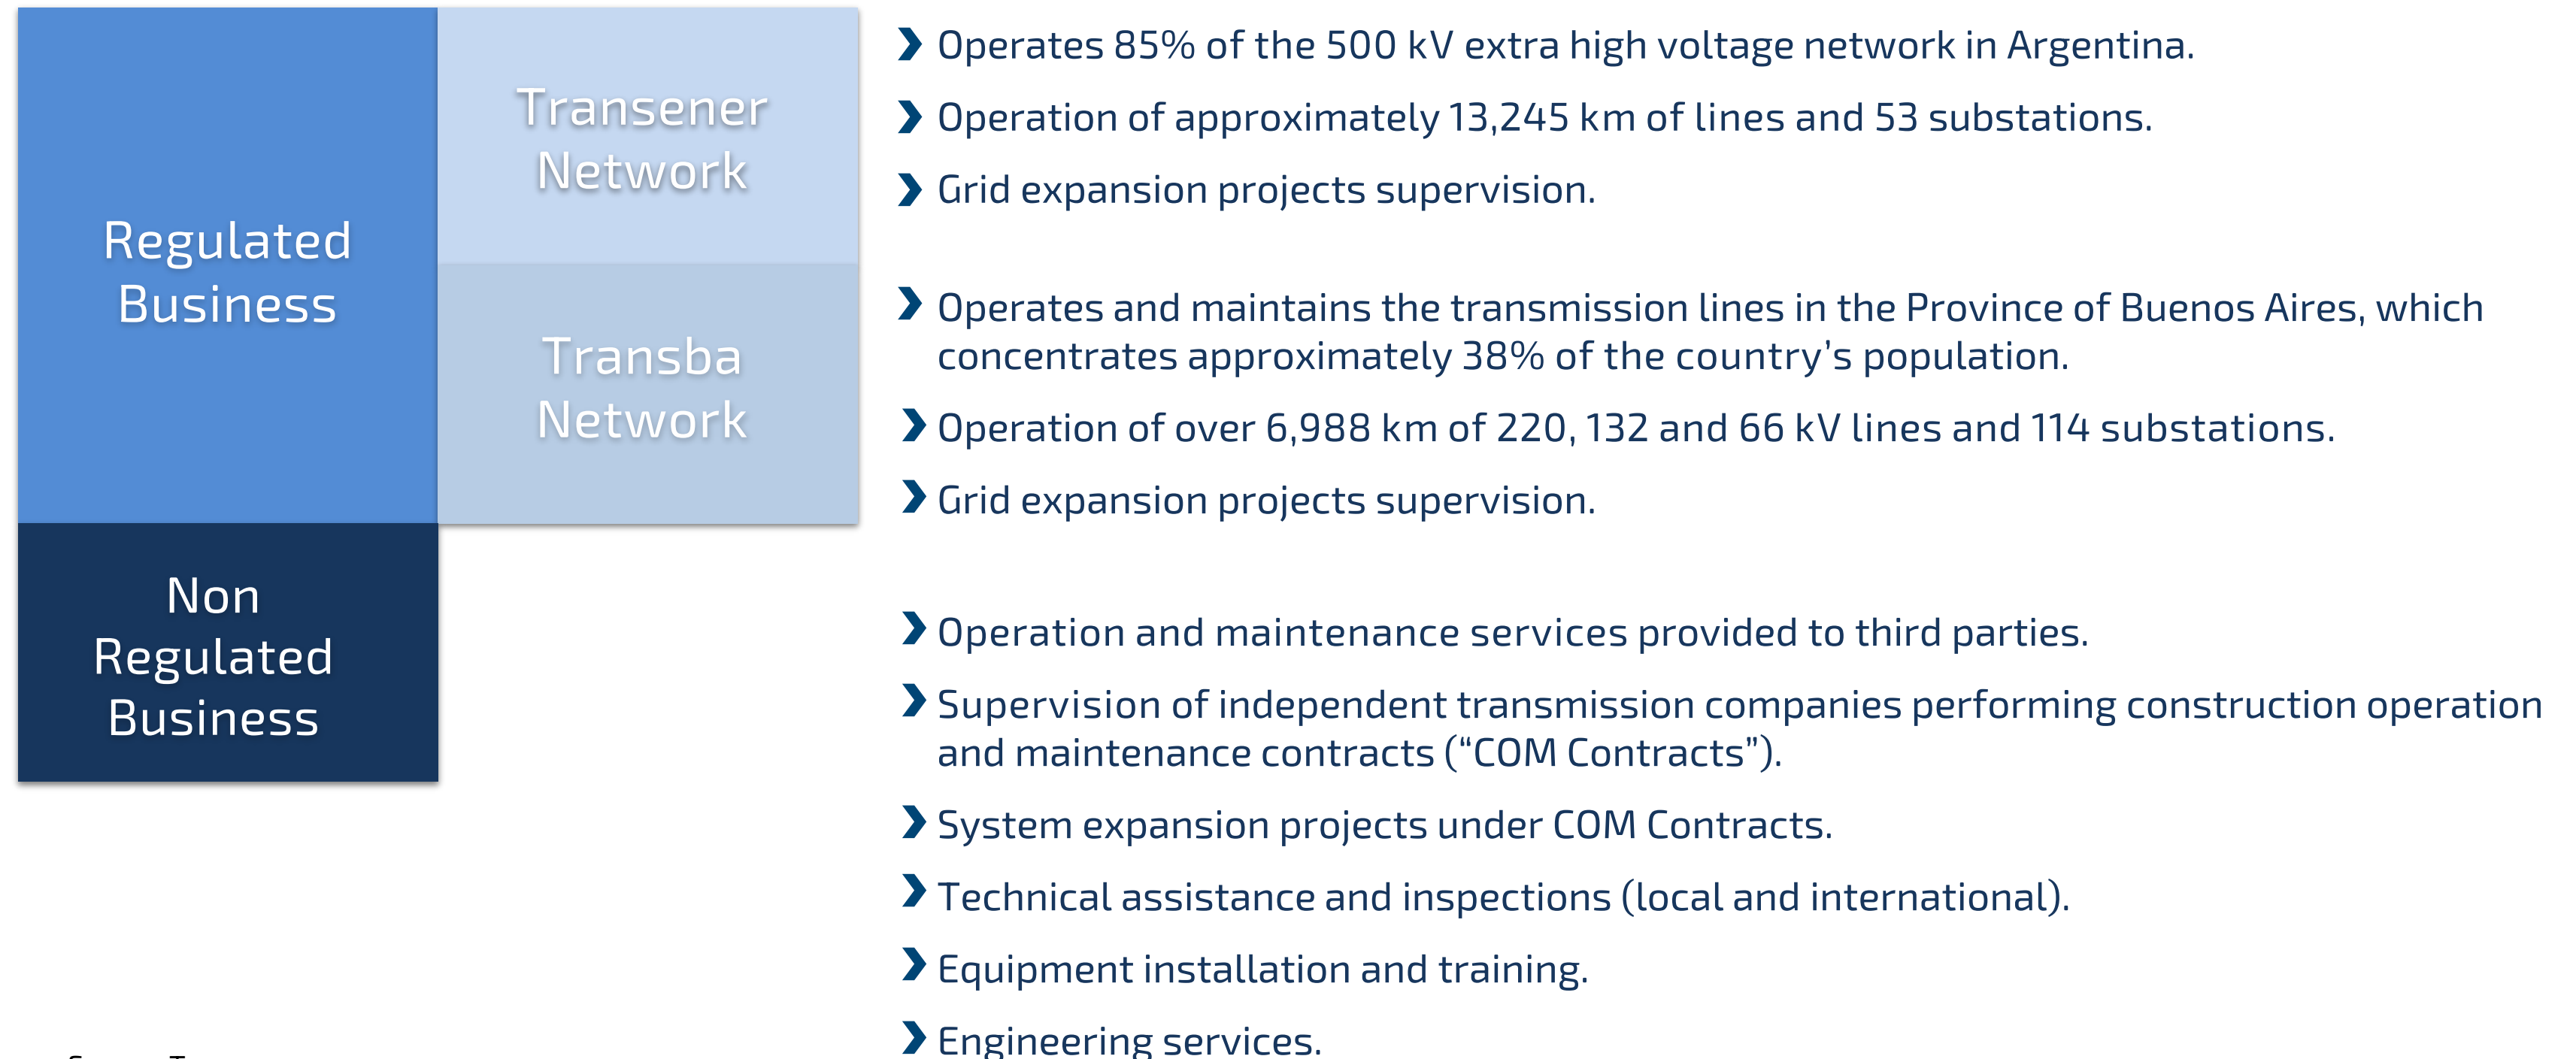 Regulated
Business
Transener
Network
Operates 85% of the 500 kV extra high voltage network in Argentina.
Operation of approximately 13,245 km of lines and 53 substations.
Grid expansion projects supervision.
Transba
Network
Operates and maintains the transmission lines in the Province of Buenos Aires, which
concentrates approximately 38% of the country’s population.
Operation of over 6,988 km of 220, 132 and 66 kV lines and 114 substations.
Grid expansion projects supervision.
Non
Regulated
Business
Operation and maintenance services provided to third parties.
Supervision of independent transmission companies performing construction operation
and maintenance contracts (“COM Contracts”).
System expansion projects under COM Contracts.
Technical assistance and inspections (local and international).
Equipment installation and training.
Engineering services.